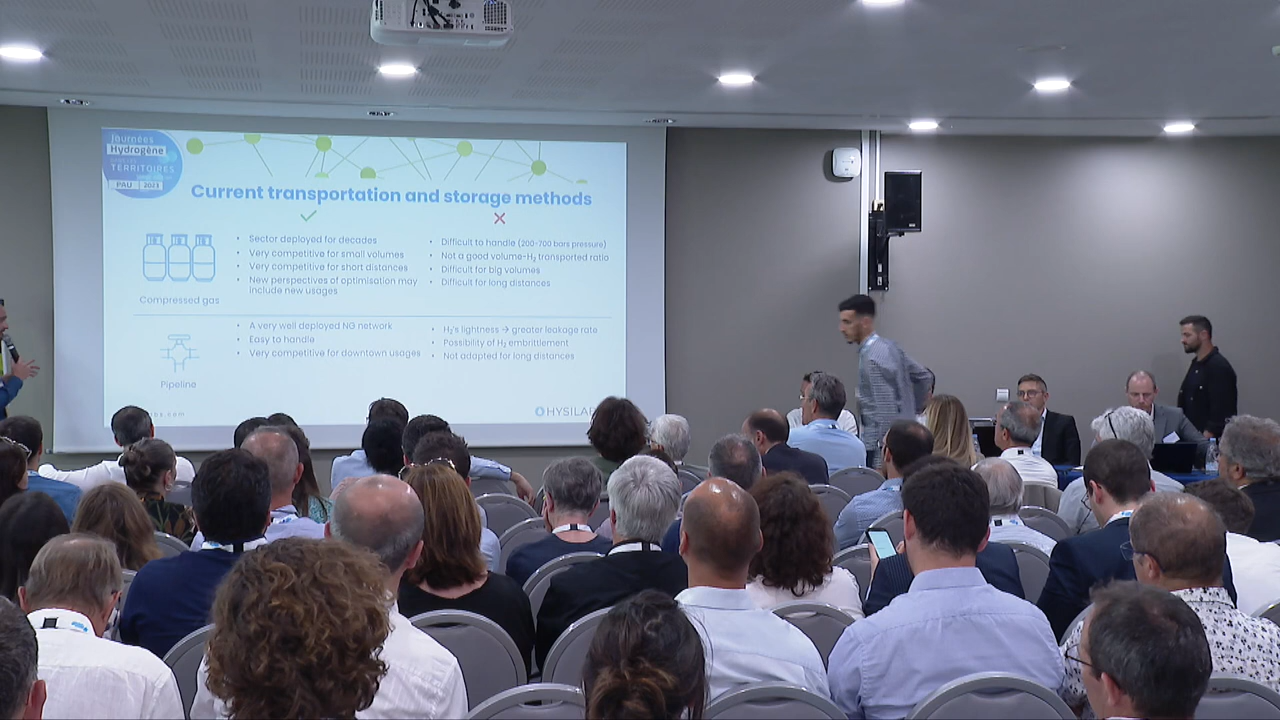 Journées
Hydrogène
DANS LES
TERRITOIRES
PAU 2023
Current transportation and storage methods
Compressed gas
• Sector deployed for decades
• Very competitive for small volumes
• Very competitive for short distances
• New perspectives of optimisation may
include new usages
• Difficult to handle (200-700 bars pressure)
• Not a good volume-H₂ transported ratio
• Difficult for big volumes
• Difficult for long distances
Pipeline
• A very well deployed NG network
• Easy to handle
• Very competitive for downtown usages
• H₂'s lightness → greater leakage rate
• Possibility of H₂ embrittlement
• Not adapted for long distances
HYSILA